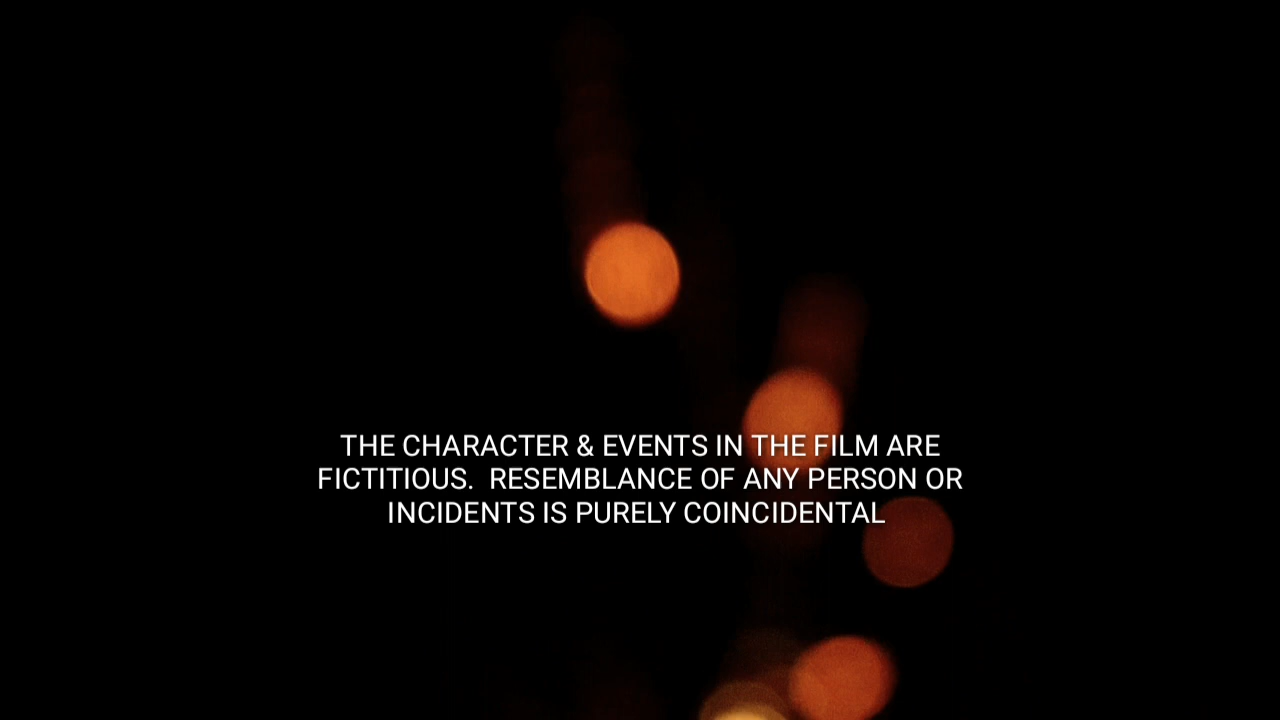 THE CHARACTER & EVENTS IN THE FILM ARE
FICTITIOUS.  RESEMBLANCE OF ANY PERSON OR
INCIDENTS IS PURELY COINCIDENTAL